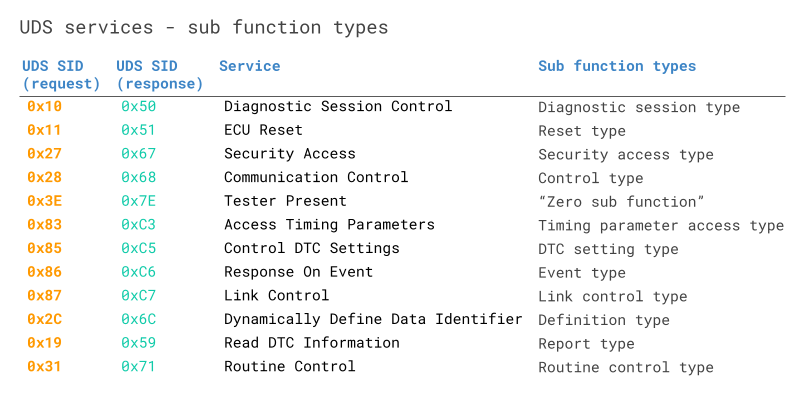 UDS services - sub function types
UDS SID (request) UDS SID (response) Service Sub function types
0x10 0x50 Diagnostic Session Control Diagnostic session type
0x11 0x51 ECU Reset Reset type
0x27 0x67 Security Access Security access type
0x28 0x68 Communication Control Control type
0x3E 0x7E Tester Present “Zero sub function”
0x83 0xC3 Access Timing Parameters Timing parameter access type
0x85 0xC5 Control DTC Settings DTC setting type
0x86 0xC6 Response On Event Event type
0x87 0xC7 Link Control Link control type
0x2C 0x6C Dynamically Define Data Identifier Definition type
0x19 0x59 Read DTC Information Report type
0x31 0x71 Routine Control Routine control type